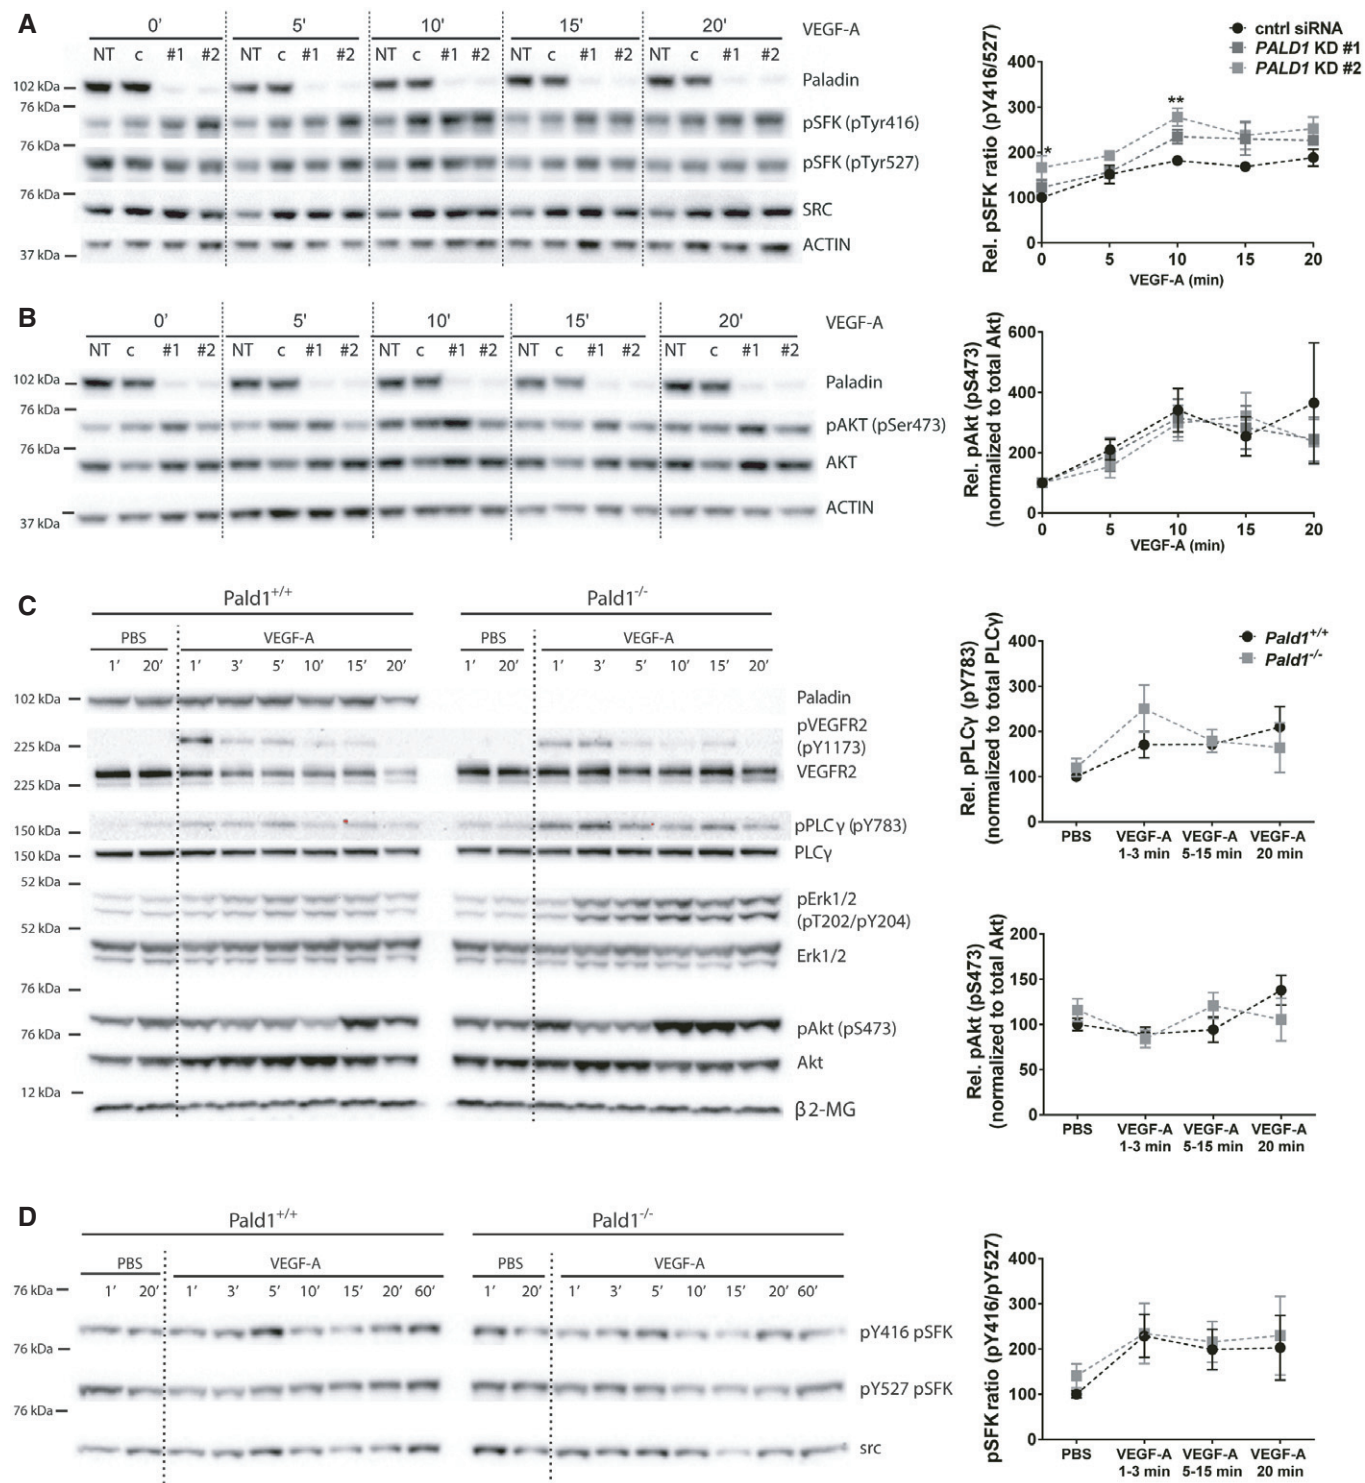 A
0' 5' 10' 15' 20' VEGF-A
NT c #1 #2 NT c #1 #2 NT c #1 #2 NT c #1 #2 NT c #1 #2
102 kDa
Paladin
76 kDa
pSFK (pTyr416)
76 kDa
pSFK (pTyr527)
76 kDa
SRC
ACTIN
37 kDa
cntrl siRNA
PALD1 KD #1
PALD1 KD #2
Rel. pSFK ratio (pY416/527)
400
300
200
100
0
*
**
0 5 10 15 20
VEGF-A (min)
B
0' 5' 10' 15' 20' VEGF-A
NT c #1 #2 NT c #1 #2 NT c #1 #2 NT c #1 #2 NT c #1 #2
102 kDa
Paladin
76 kDa
pAKT (pSer473)
76 kDa
AKT
ACTIN
37 kDa
Rel. pAkt (pS473)
(normalized to total Akt)
600
400
200
0
0 5 10 15 20
VEGF-A (min)
C
Pald1+/+ Pald1-/-
PBS VEGF-A PBS VEGF-A
1' 20' 1' 3' 5' 10' 15' 20' 1' 20' 1' 3' 5' 10' 15' 20'
102 kDa
Paladin
pVEGFR2
(pY1173)
225 kDa
VEGFR2
225 kDa
pPLCγ (pY783)
150 kDa
PLCγ
150 kDa
52 kDa
pErk1/2
(pT202/pY204)
52 kDa
Erk1/2
76 kDa
pAkt (pS473)
76 kDa
Akt
12 kDa
β2-MG
Pald1+/+
Pald1-/-
Rel. pPLCγ (pY783)
(normalized to total PLCγ)
400
300
200
100
0
PBS VEGF-A VEGF-A VEGF-A
1-3 min 5-15 min 20 min
Rel. pAkt (pS473)
(normalized to total Akt)
200
150
100
50
0
PBS VEGF-A VEGF-A VEGF-A
1-3 min 5-15 min 20 min
D
Pald1+/+ Pald1-/-
PBS VEGF-A PBS VEGF-A
76 kDa
1' 20' 1' 3' 5' 10' 15' 20' 60' 1' 20' 1' 3' 5' 10' 15' 20' 60'
pY416 pSFK
76 kDa
pY527 pSFK
76 kDa
src
pSFK ratio (pY416/pY527)
400
300
200
100
0
PBS VEGF-A VEGF-A VEGF-A
1-3 min 5-15 min 20 min